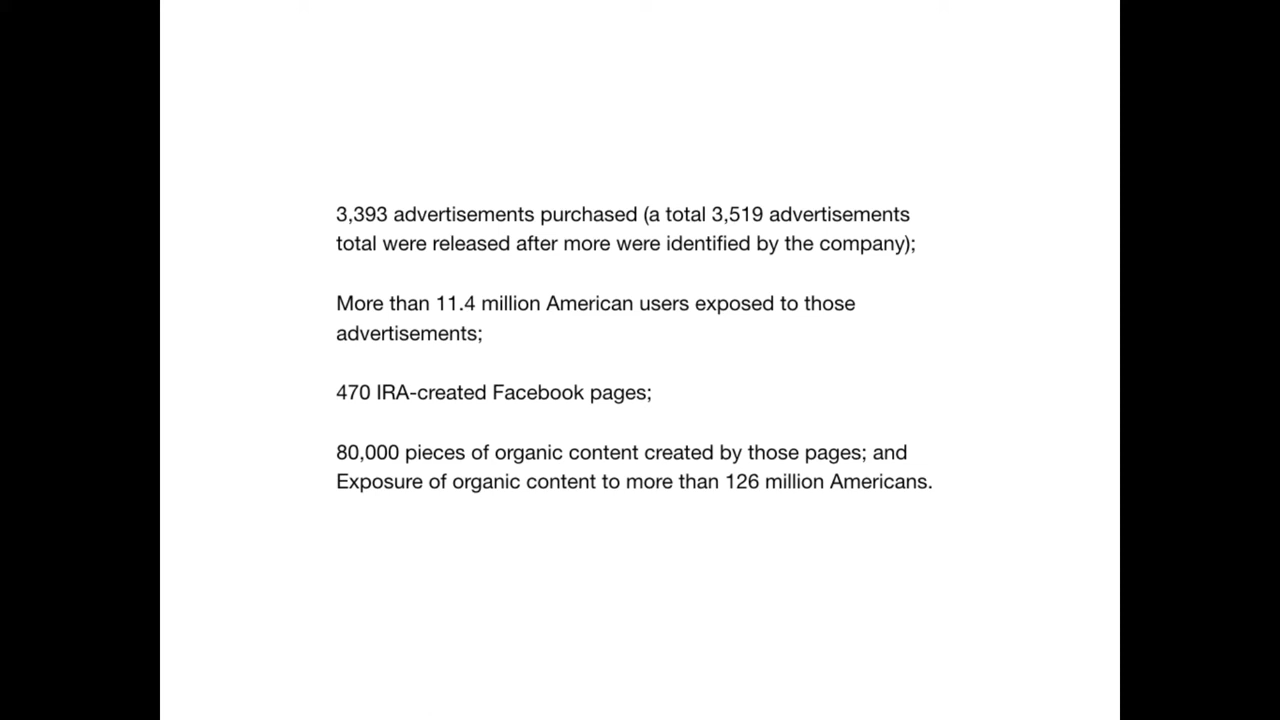 3,393 advertisements purchased (a total 3,519 advertisements
total were released after more were identified by the company);
More than 11.4 million American users exposed to those
advertisements;
470 IRA-created Facebook pages;
80,000 pieces of organic content created by those pages; and
Exposure of organic content to more than 126 million Americans.